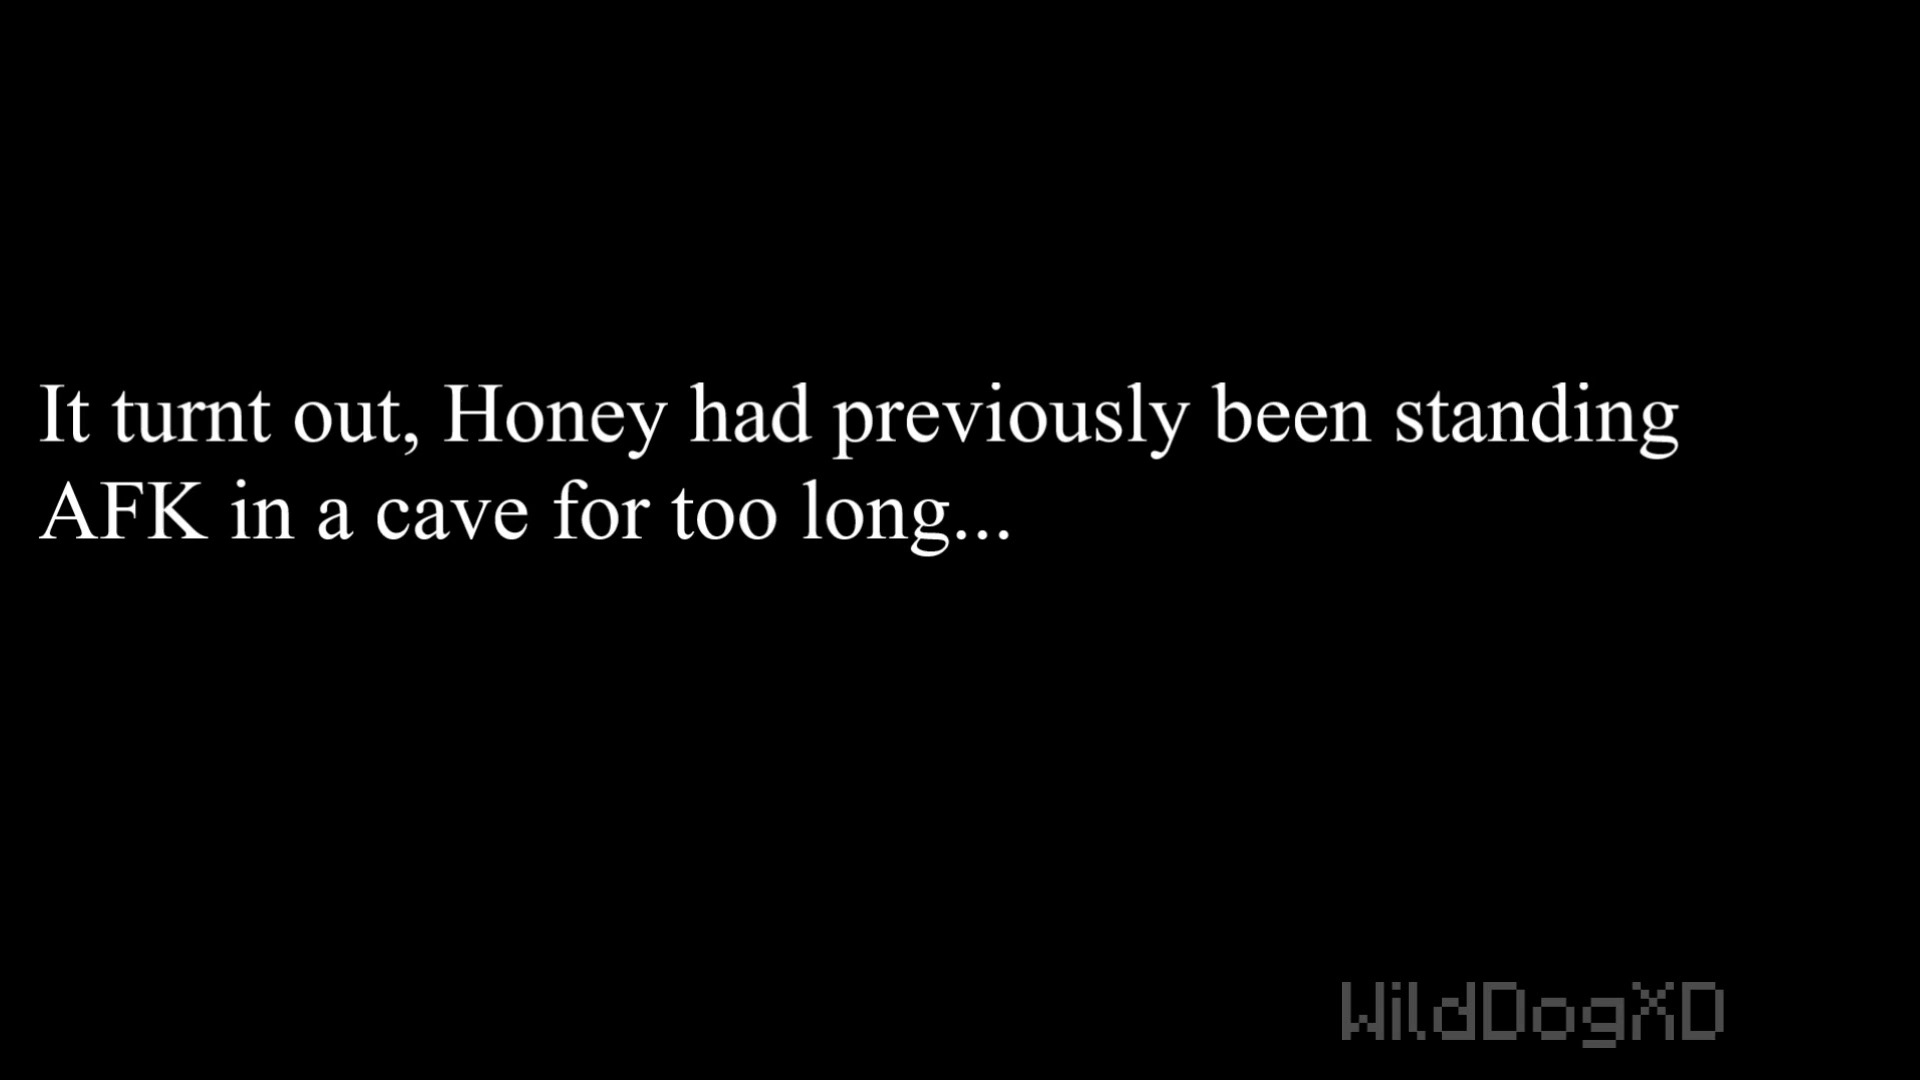 It turnt out, Honey had previously been standing
AFK in a cave for too long...
WildDogXD